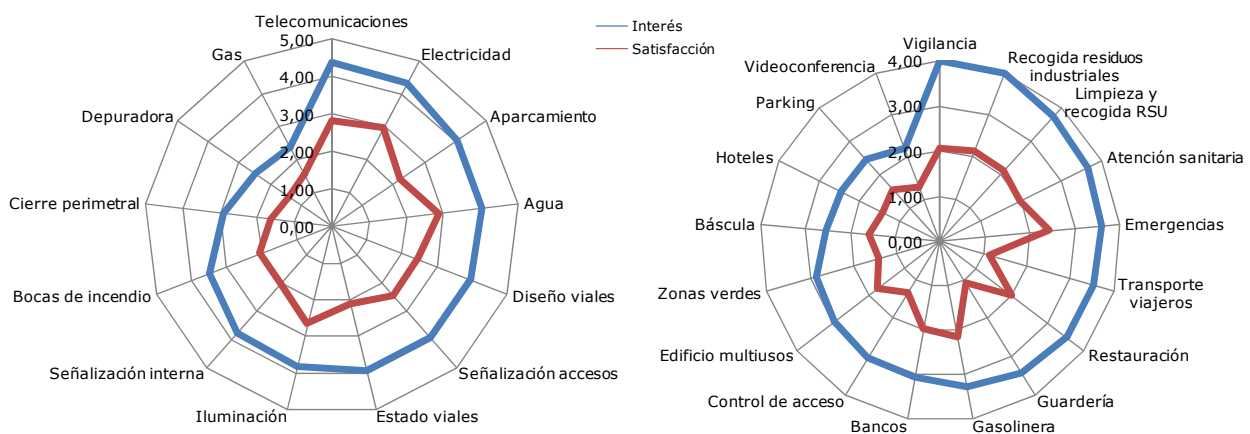 Telecomunicaciones
5,00
4,00
3,00
2,00
1,00
0,00
Electricidad
Aparcamiento
Agua
Diseño viales
Señalización accesos
Estado viales
Iluminación
Señalización interna
Bocas de incendio
Cierre perimetral
Depuradora
Gas
Interés
Satisfacción
Vigilancia
4,00
3,00
2,00
1,00
0,00
Recogida residuos
industriales
Limpieza y
recogida RSU
Atención sanitaria
Emergencias
Transporte
viajeros
Restauración
Guardería
Gasolinera
Bancos
Control de acceso
Edificio multiusos
Zonas verdes
Báscula
Hoteles
Parking
Videoconferencia